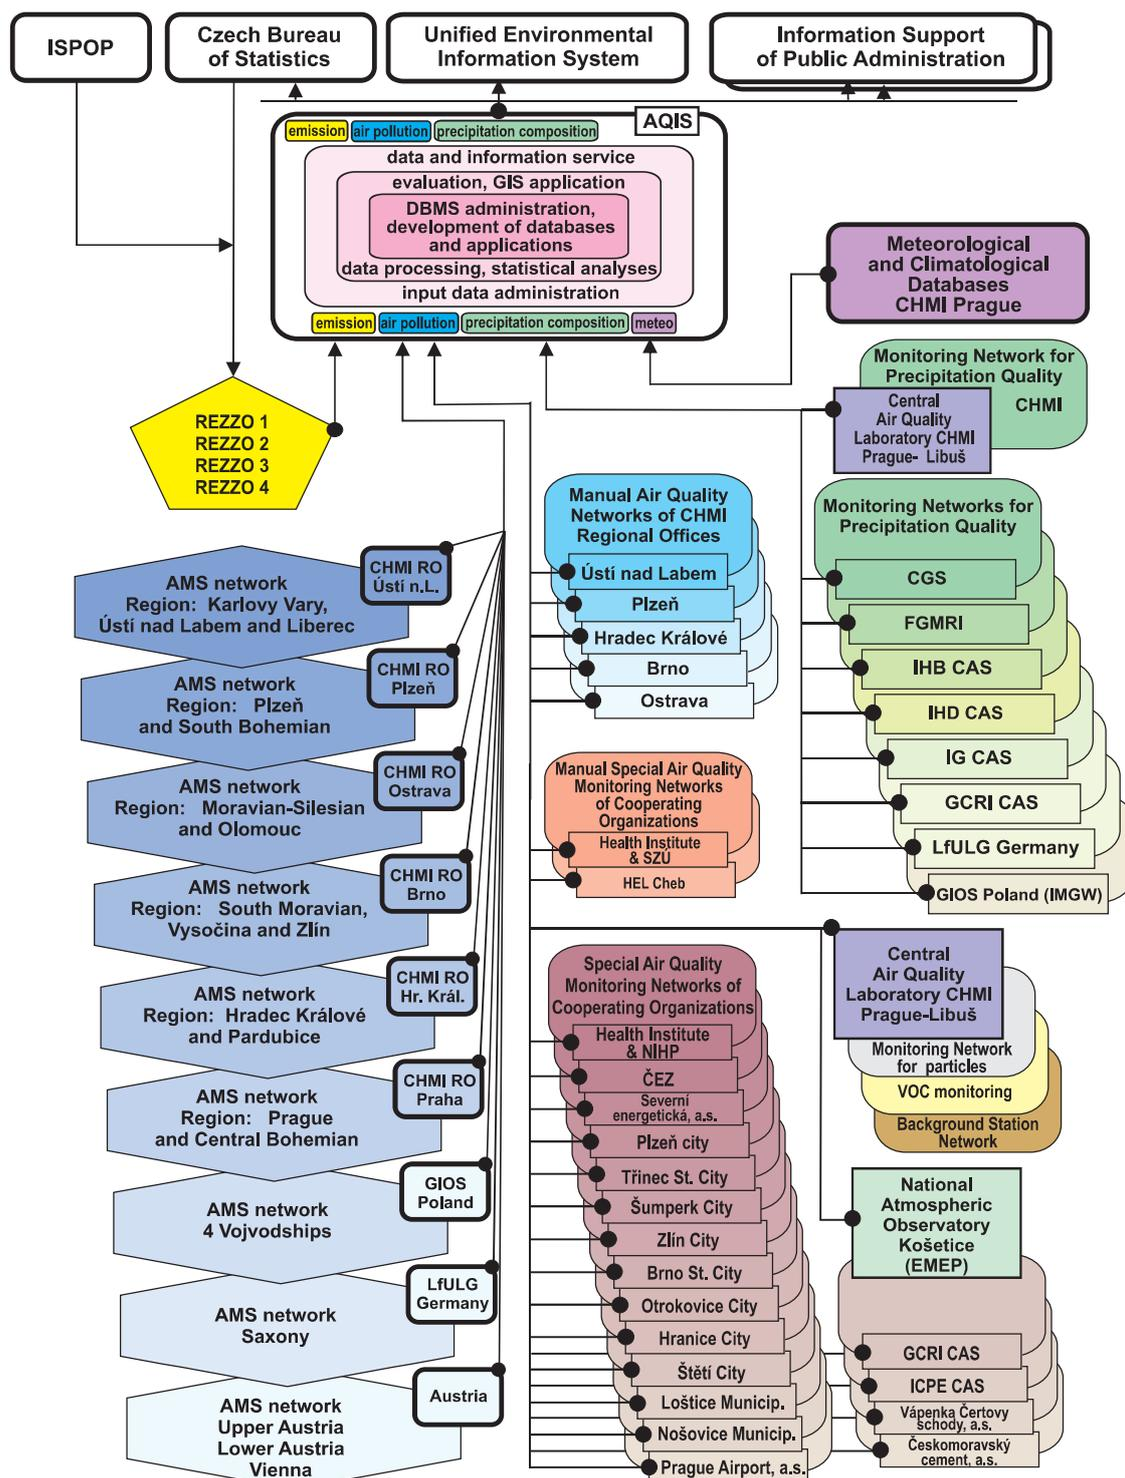 ISPOP
Czech Bureau
of Statistics
Unified Environmental
Information System
Information Support
of Public Administration
AQIS
emission
air pollution
precipitation composition
data and information service
evaluation, GIS application
DBMS administration,
development of databases
and applications
data processing, statistical analyses
input data administration
emission
air pollution
precipitation composition
meteo
Meteorological
and Climatological
Databases
CHMI Prague
Monitoring Network for
Precipitation Quality
CHMI
Central
Air Quality
Laboratory CHMI
Prague- Libuš
REZZO 1
REZZO 2
REZZO 3
REZZO 4
AMS network
Region: Karlovy Vary,
Ústí nad Labem and Liberec
CHMI RO
Ústí n.L.
AMS network
Region: Plzeň
and South Bohemian
CHMI RO
Plzeň
AMS network
Region: Moravian-Silesian
and Olomouc
CHMI RO
Ostrava
AMS network
Region: South Moravian,
Vysočina and Zlín
CHMI RO
Brno
AMS network
Region: Hradec Králové
and Pardubice
CHMI RO
Hr. Král.
AMS network
Region: Prague
and Central Bohemian
CHMI RO
Praha
AMS network
4 Vojvodships
GIOS
Poland
AMS network
Saxony
LfULG
Germany
AMS network
Upper Austria
Lower Austria
Vienna
Austria
Manual Air Quality
Networks of CHMI
Regional Offices
Ústí nad Labem
Plzeň
Hradec Králové
Brno
Ostrava
Manual Special Air Quality
Monitoring Networks
of Cooperating
Organizations
Health Institute
& SZÚ
HEL Cheb
Special Air Quality
Monitoring Networks of
Cooperating Organizations
Health Institute
& NIHP
ČEZ
Severní
energetická, a.s.
Plzeň city
Třinec St. City
Šumperk City
Zlín City
Brno St. City
Otrokovice City
Hranice City
Štětí City
Loštice Municip.
Nošovice Municip.
Prague Airport, a.s.
Monitoring Networks for
Precipitation Quality
CGS
FGMRI
IHB CAS
IHD CAS
IG CAS
GCRI CAS
LfULG Germany
GIOS Poland (IMGW)
Central
Air Quality
Laboratory CHMI
Prague-Libuš
Monitoring Network
for particles
VOC monitoring
Background Station
Network
National
Atmospheric
Observatory
Košetice
(EMEP)
GCRI CAS
ICPE CAS
Vápenka Čertovy
schody, a.s.
Českomoravský
cement, a.s.